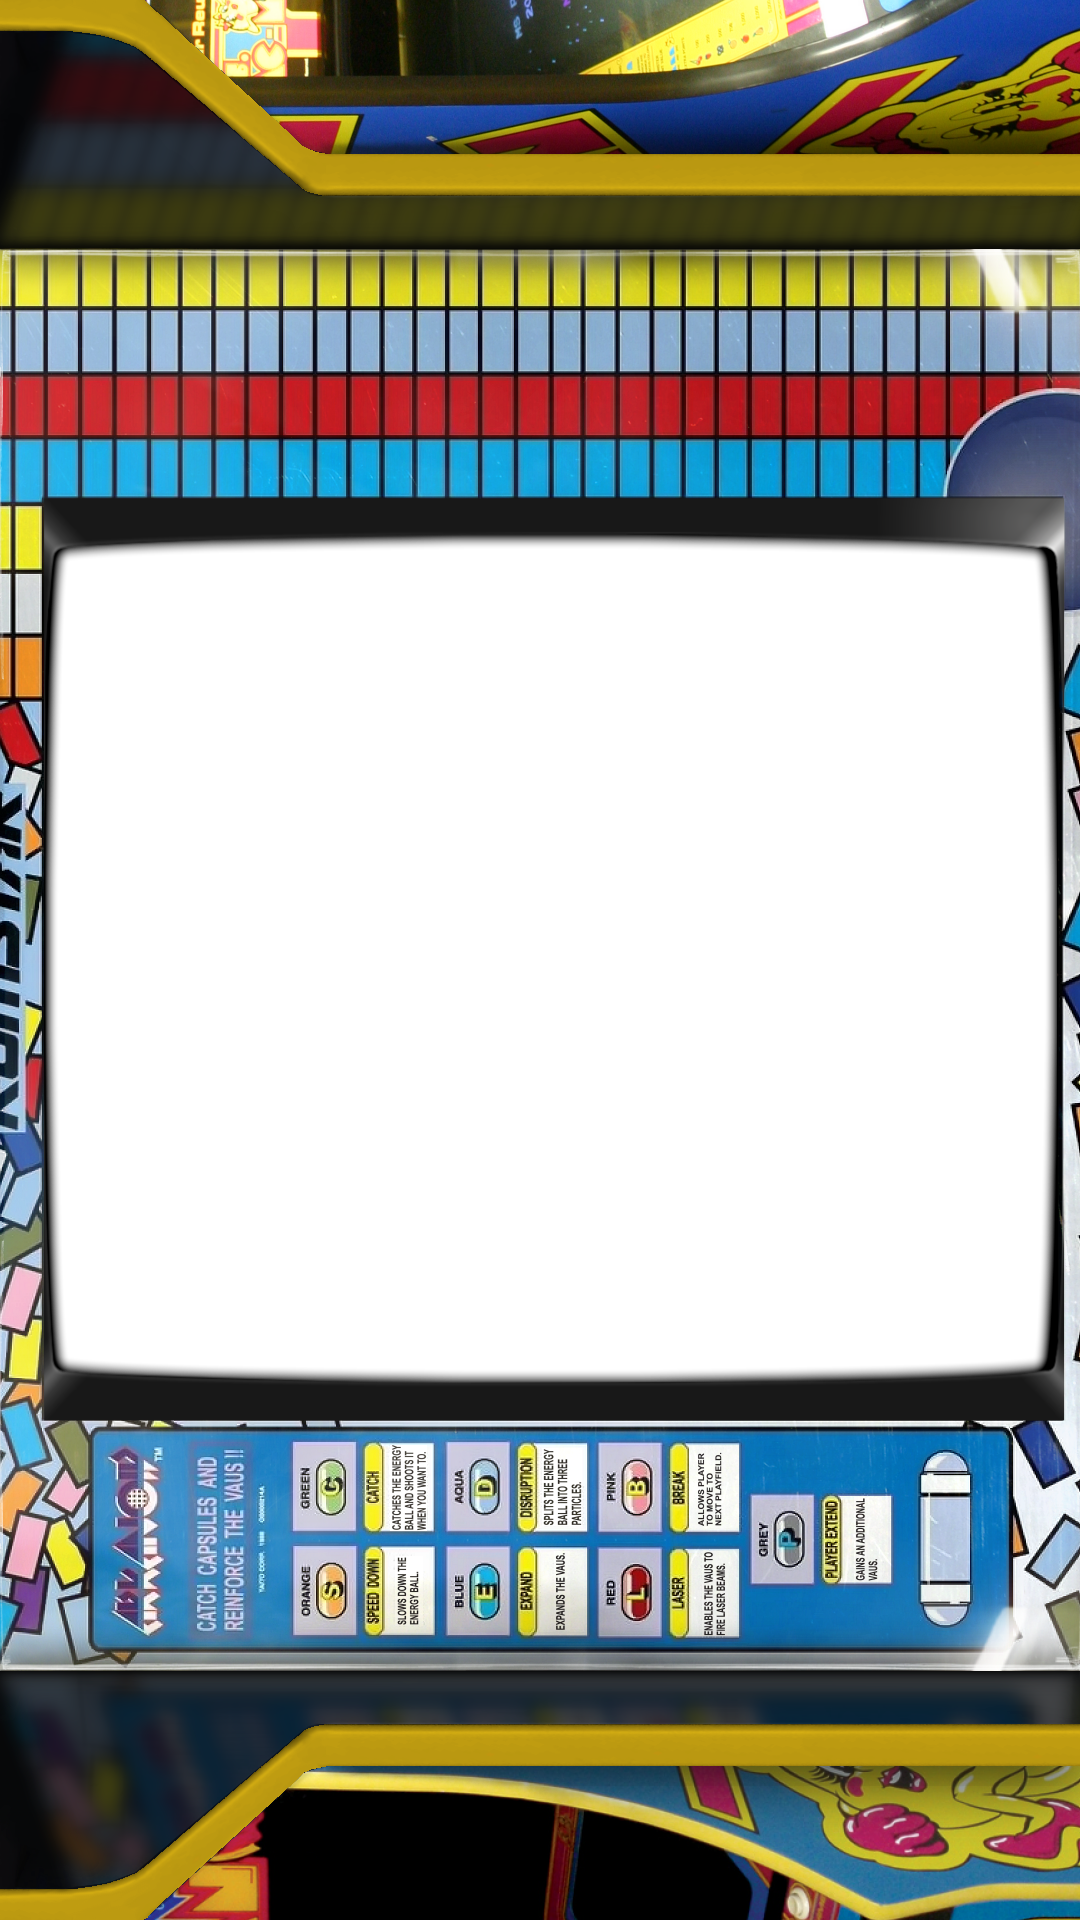 ROMSTAR
ARKANOID™
CATCH CAPSULES AND
REINFORCE THE VAUS !!
TAITO CORP. 1986
ORANGE
S
SPEED DOWN
SLOWS DOWN THE
ENERGY BALL.
GREEN
C
CATCH
CATCHES THE ENERGY
BALL AND SHOOTS IT
WHEN YOU WANT TO.
BLUE
E
EXPAND
EXPANDS THE VAUS.
AQUA
D
DISRUPTION
SPLITS THE ENERGY
BALL INTO THREE
PARTICLES.
RED
L
LASER
ENABLES THE VAUS TO
FIRE LASER BEAMS.
PINK
B
BREAK
ALLOWS PLAYER
TO MOVE TO
NEXT PLAYFIELD.
GREY
P
PLAYER EXTEND
GAINS AN ADDITIONAL
VAUS.